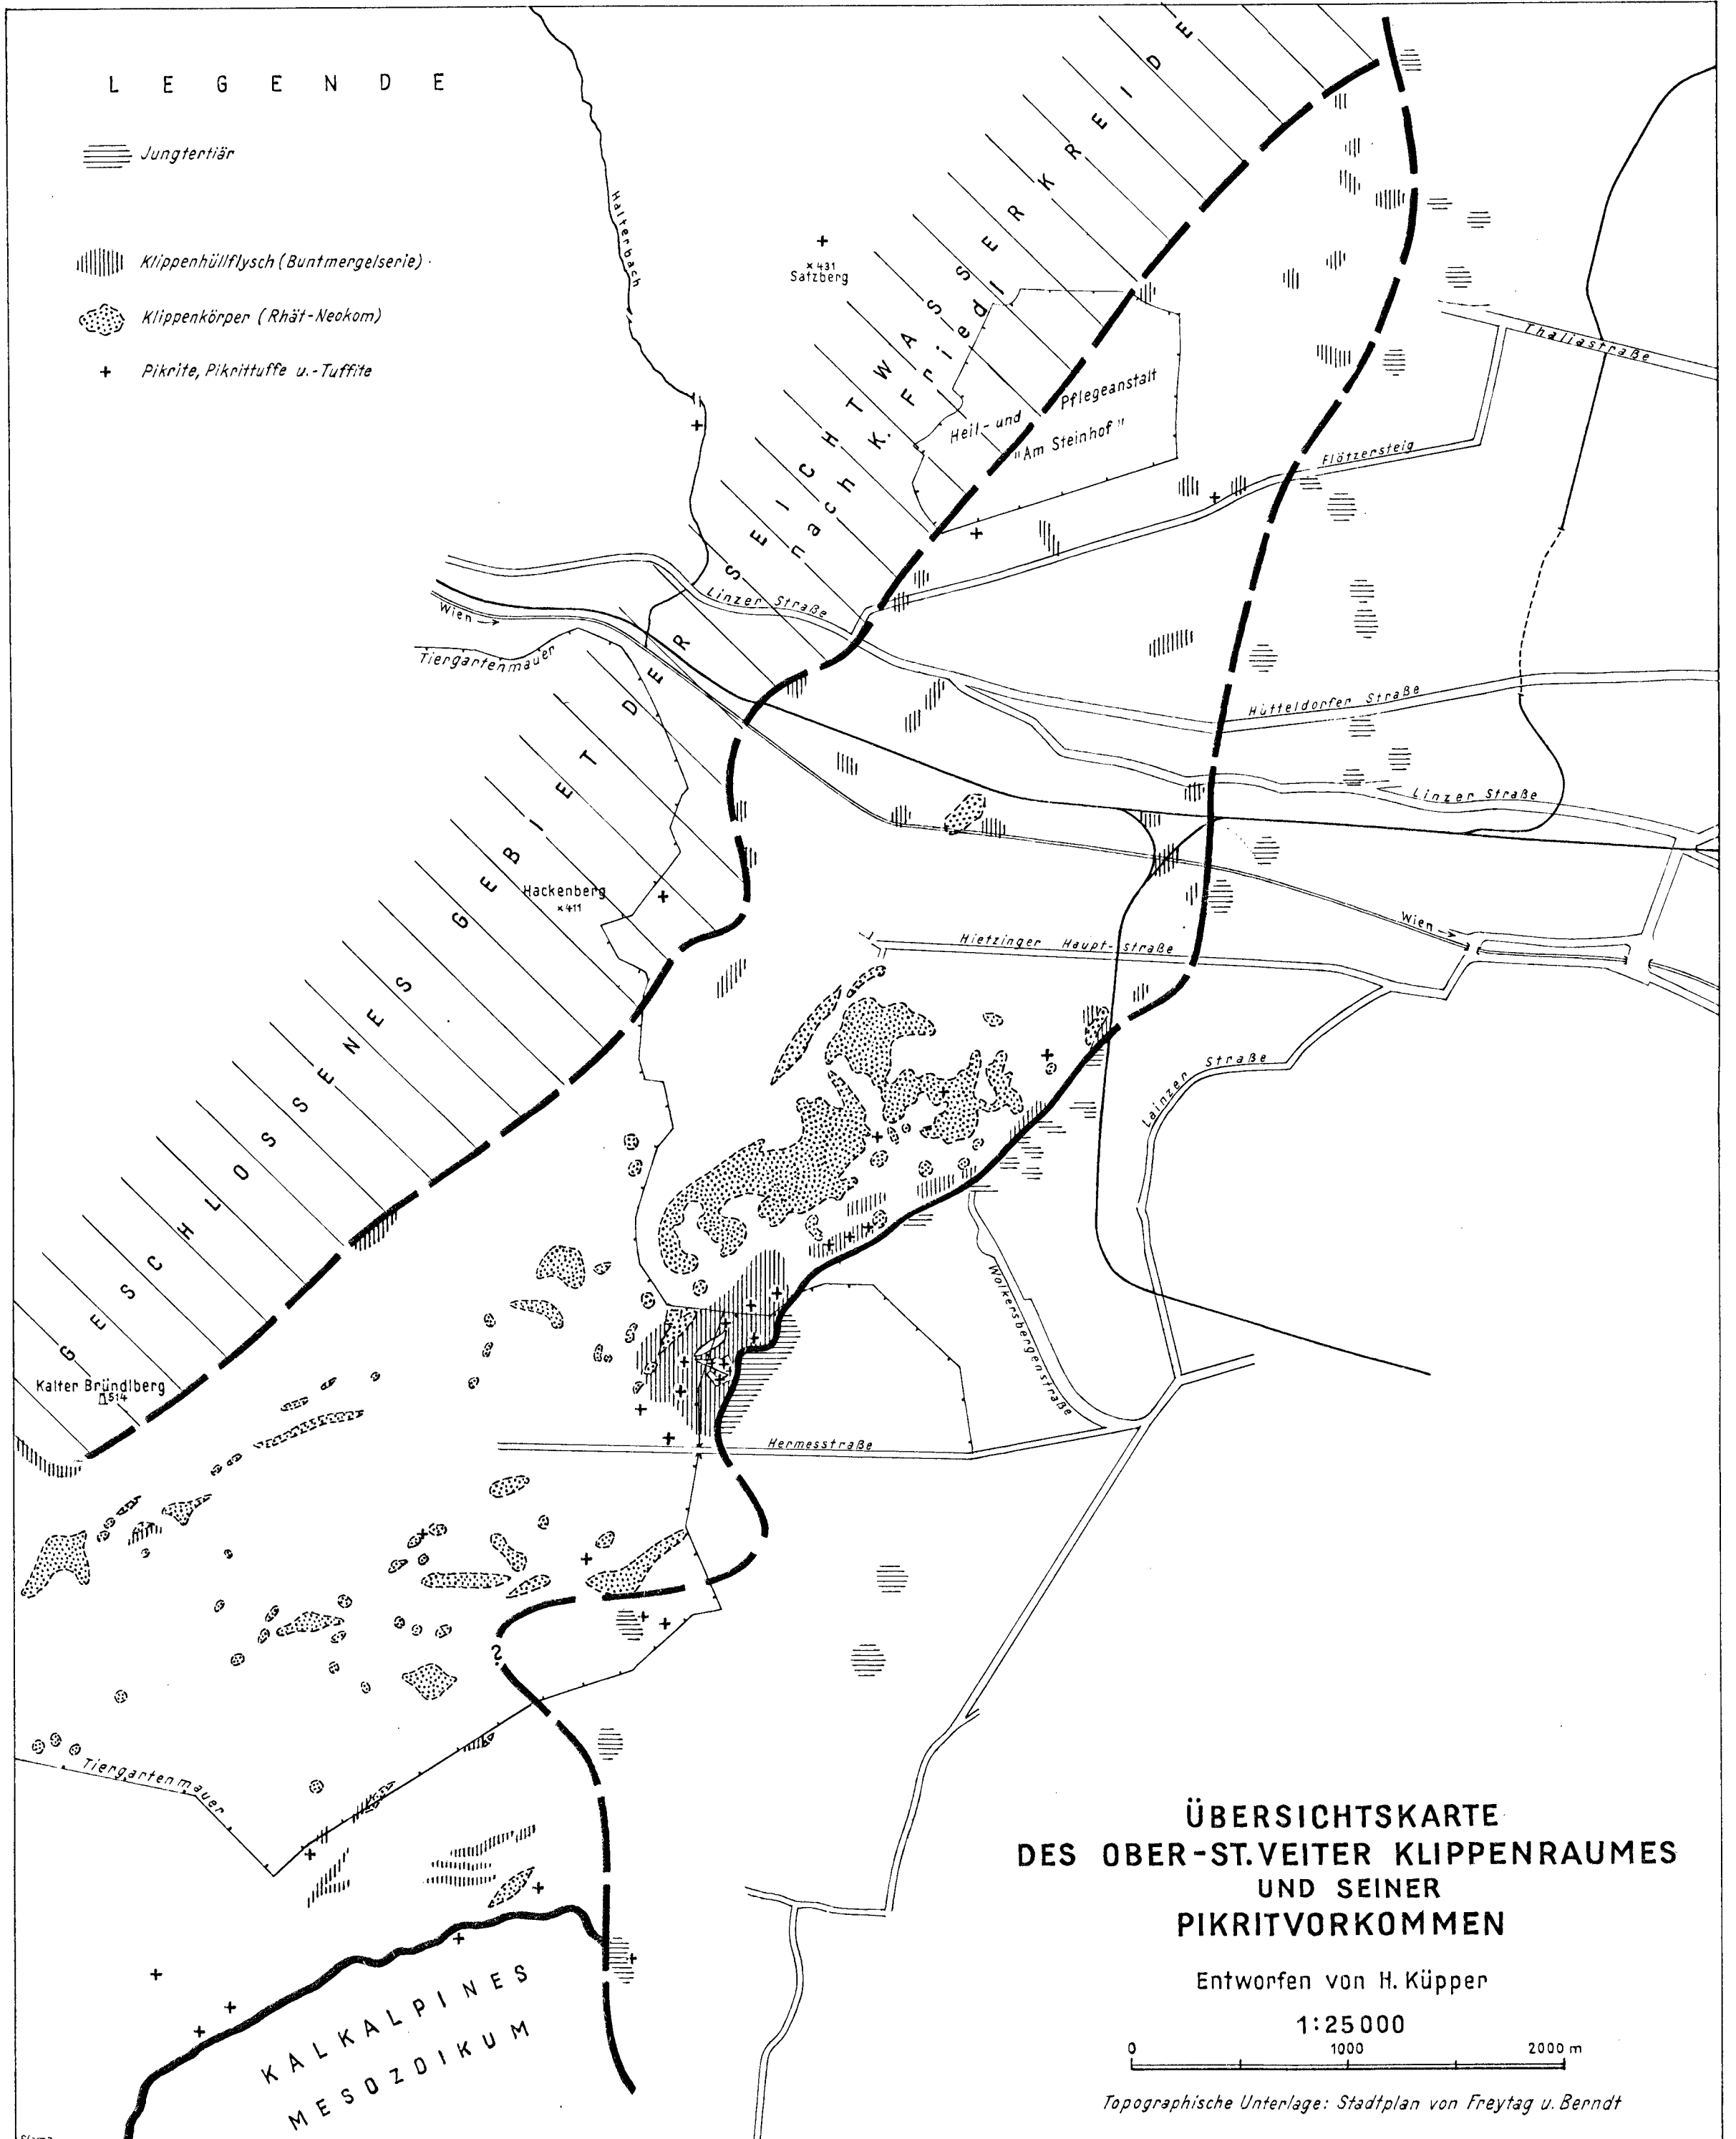 L E G E N D E
Jungtertiär
Klippenhüllflysch (Buntmergelserie)
Klippenkörper (Rhät-Neokom)
+ Pikrite, Pikrittuffe u.-Tuffite
Halterbach
× 431
Satzberg
GESCHLOSSENES GEBIET DER SEICHTWASSERKREIDE
nach K. Friedl
Heil- und Pflegeanstalt
"Am Steinhof"
Thaliastraße
Flötzersteig
Linzer Straße
Wien
Tiergartenmauer
Hütteldorfer Straße
Linzer Straße
Hackenberg
× 411
Wien
Hietzinger Haupt-straße
Lainzer Straße
Wolkersbergenstraße
Kalter Bründlberg
514
Hermesstraße
?
Tiergartenmauer
KALKALPINES
MESOZOIKUM
ÜBERSICHTSKARTE
DES OBER-ST.VEITER KLIPPENRAUMES
UND SEINER
PIKRITVORKOMMEN
Entworfen von H. Küpper
1:25000
0 1000 2000 m
Topographische Unterlage: Stadtplan von Freytag u. Berndt